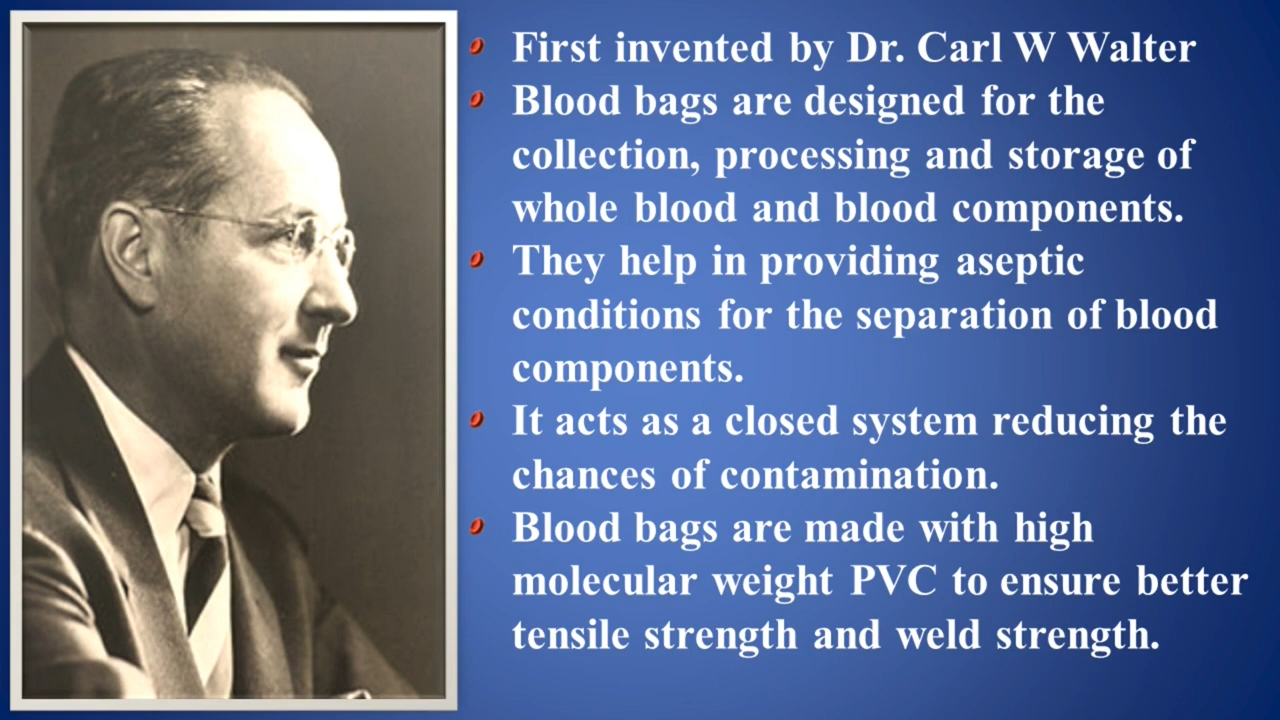 First invented by Dr. Carl W Walter
Blood bags are designed for the
collection, processing and storage of
whole blood and blood components.
They help in providing aseptic
conditions for the separation of blood
components.
It acts as a closed system reducing the
chances of contamination.
Blood bags are made with high
molecular weight PVC to ensure better
tensile strength and weld strength.